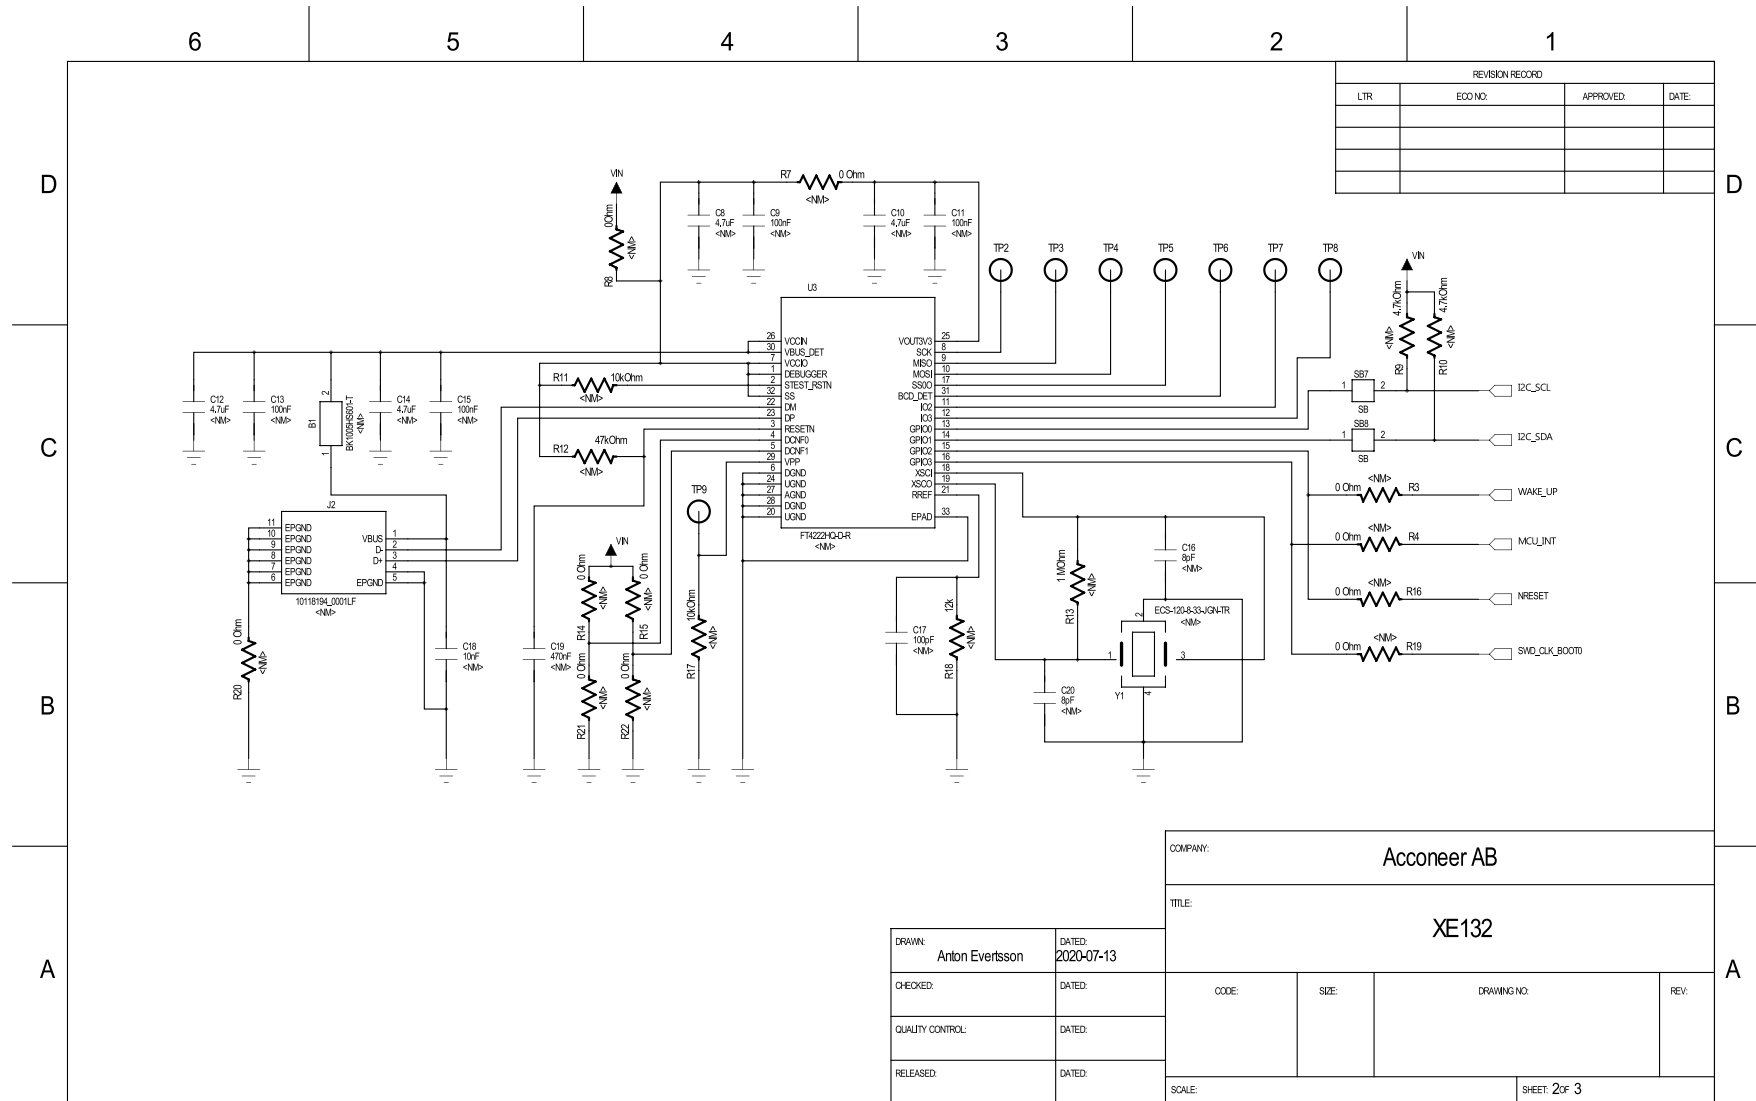 6 5 4 3 2 1
REVISION RECORD
LTR ECO NO: APPROVED: DATE:
D D
VIN
0Ohm
<NM>
R8
R7 0 Ohm
<NM>
C8
4,7uF
<NM>
C9
100nF
<NM>
C10
4,7uF
<NM>
C11
100nF
<NM>
TP2 TP3 TP4 TP5 TP6 TP7 TP8
VIN
4.7kOhm
<NM>
R9
4.7kOhm
<NM>
R10
U3
26 VCCIN
30 VBUS_DET
7 VCCIO
1 DEBUGGER
2 STEST_RSTN
32 SS
22 DM
23 DP
3 RESETN
4 DCNF0
5 DCNF1
29 VPP
6 DGND
24 UGND
27 AGND
28 DGND
20 UGND
VOUT3V3 25
SCK 8
MISO 9
MOSI 10
SS0O 17
BCD_DET 31
IO2 11
IO3 12
GPIO0 13
GPIO1 14
GPIO2 15
GPIO3 16
XSCI 18
XSCO 19
RREF 21
EPAD 33
FT4222HQ-D-R
<NM>
C C
C12
4.7uF
<NM>
C13
100nF
<NM>
2
B1
BK1005HS601-T
<NM>
1
C14
4.7uF
<NM>
C15
100nF
<NM>
R11 10kOhm
<NM>
R12 47kOhm
<NM>
SB7
1 2
SB
I2C_SCL
SB8
1 2
SB
I2C_SDA
<NM>
0 Ohm R3
WAKE_UP
<NM>
0 Ohm R4
MCU_INT
<NM>
0 Ohm R16
NRESET
<NM>
0 Ohm R19
SWD_CLK_BOOT0
J2
11 EPGND
10 EPGND
9 EPGND
8 EPGND
7 EPGND
6 EPGND
VBUS 1
D- 2
D+ 3
4
EPGND 5
10118194_0001LF
<NM>
TP9
VIN
0 Ohm
<NM>
R14
0 Ohm
<NM>
R15
0 Ohm
<NM>
R21
0 Ohm
<NM>
R22
10kOhm
<NM>
R17
0 Ohm
<NM>
R20
C18
10nF
<NM>
C19
470nF
<NM>
C17
100pF
<NM>
12k
<NM>
R18
1 MOhm
<NM>
R13
C16
8pF
<NM>
ECS-120-8-33-JGN-TR
<NM>
2
1 3
4
Y1
C20
8pF
<NM>
B B
A A
COMPANY:
Acconeer AB
TITLE:
XE132
DRAWN: DATED:
Anton Evertsson 2020-07-13
CHECKED: DATED:
QUALITY CONTROL: DATED:
RELEASED: DATED:
CODE: SIZE: DRAWING NO: REV:
SCALE: SHEET: 2 OF 3